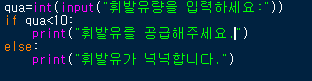 qua=int(input("휘발유량을 입력하세요:"))
if qua<10:
    print("휘발유를 공급해주세요.")
else:
    print("휘발유가 넉넉합니다.")